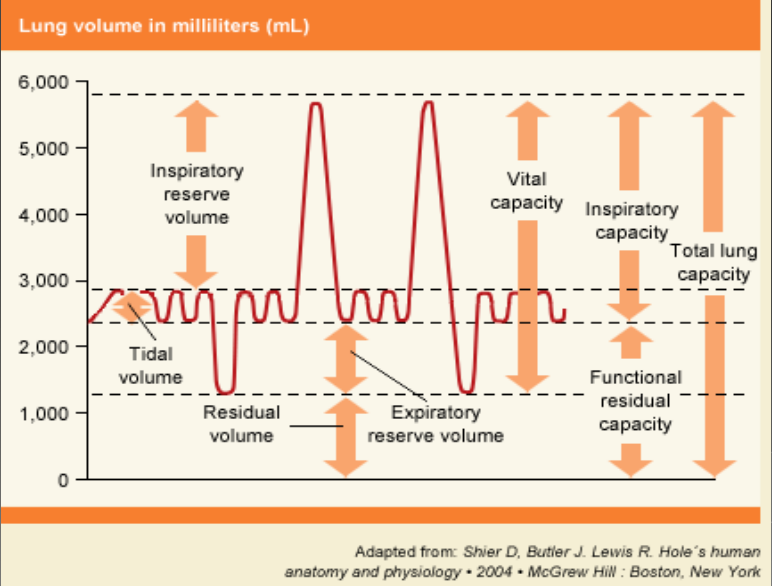 Lung volume in milliliters (mL)
6,000
5,000
4,000
3,000
2,000
1,000
0
Inspiratory
reserve
volume
Tidal
volume
Residual
volume
Expiratory
reserve volume
Vital
capacity
Inspiratory
capacity
Functional
residual
capacity
Total lung
capacity
Adapted from: Shier D, Butler J. Lewis R. Hole´s human
anatomy and physiology • 2004 • McGrew Hill : Boston, New York